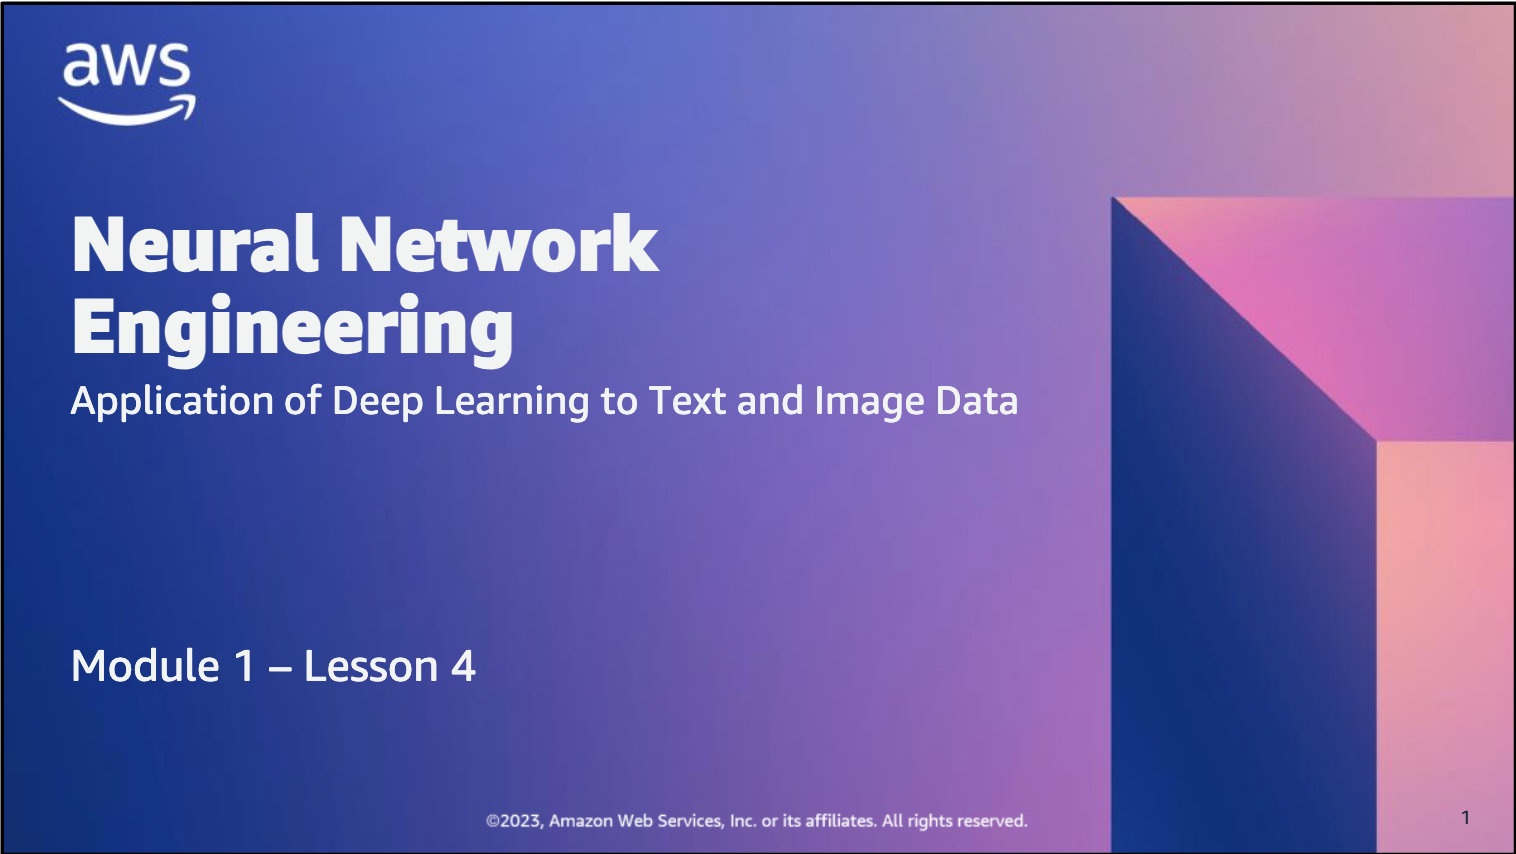 aws
Neural Network
Engineering
Application of Deep Learning to Text and Image Data
Module 1 – Lesson 4
©2023, Amazon Web Services, Inc. or its affiliates. All rights reserved.
1